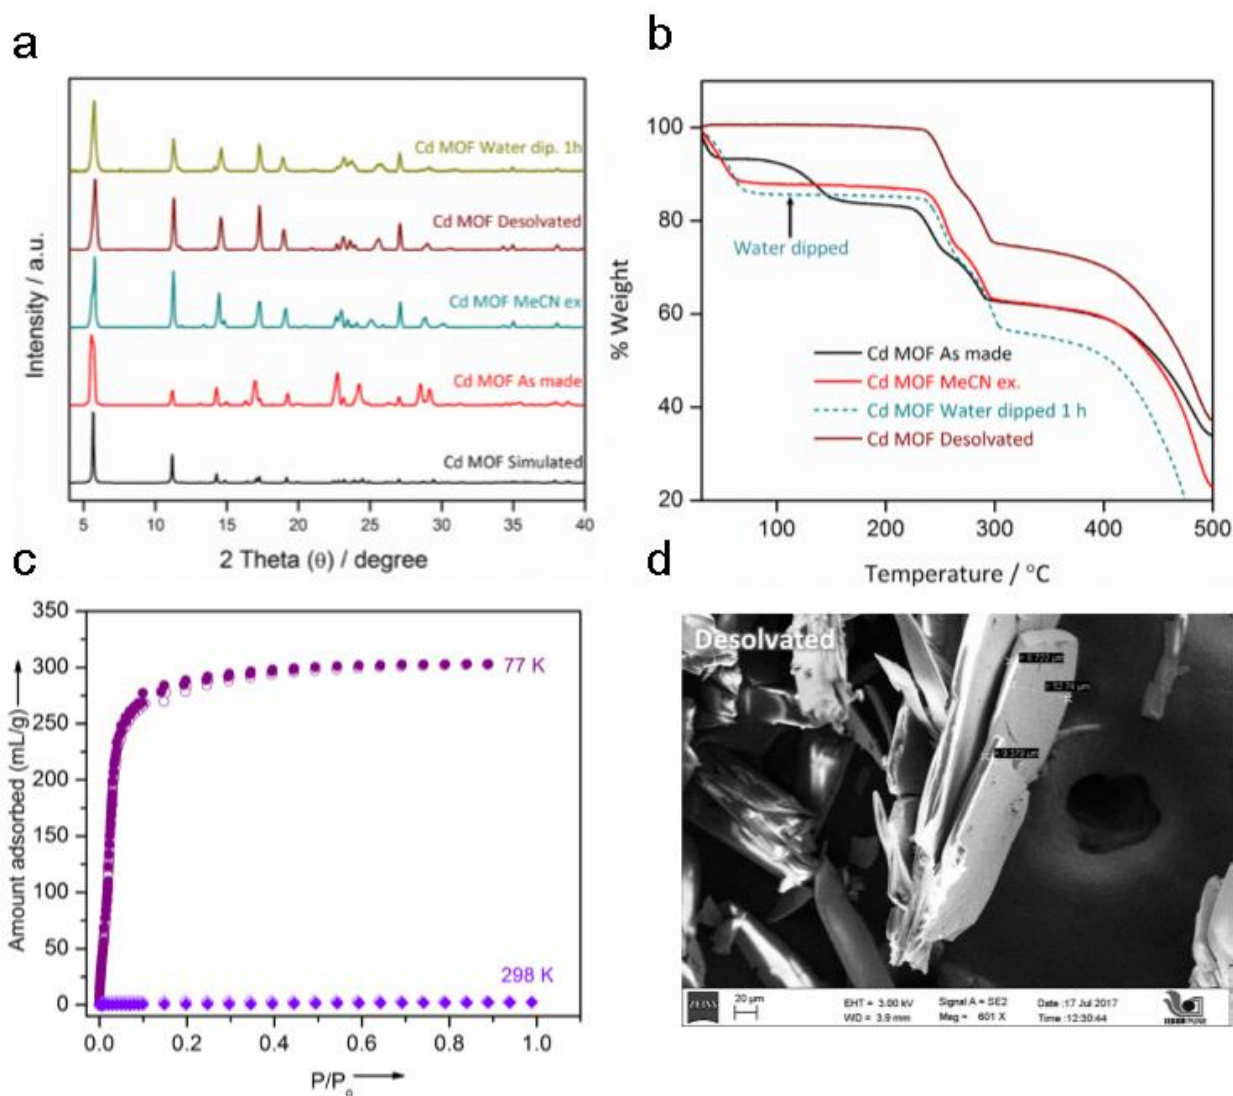 a
Intensity / a.u.
Cd MOF Water dip. 1h
Cd MOF Desolvated
Cd MOF MeCN ex
Cd MOF As made
Cd MOF Simulated
5 10 15 20 25 30 35 40
2 Theta (θ) / degree
b
% Weight
100
80
60
40
20
Water dipped
Cd MOF As made
Cd MOF MeCN ex.
Cd MOF Water dipped 1 h
Cd MOF Desolvated
100 200 300 400 500
Temperature / °C
c
Amount adsorbed (mL/g)
350
300
250
200
150
100
50
0
77 K
298 K
0.0 0.2 0.4 0.6 0.8 1.0
P/P₀
d
Desolvated
ZEISS
20 µm
EHT = 3.00 kV
WD = 3.9 mm
Signal A = SE2
Mag = 601 X
Date :17 Jul 2017
Time :12:30:44